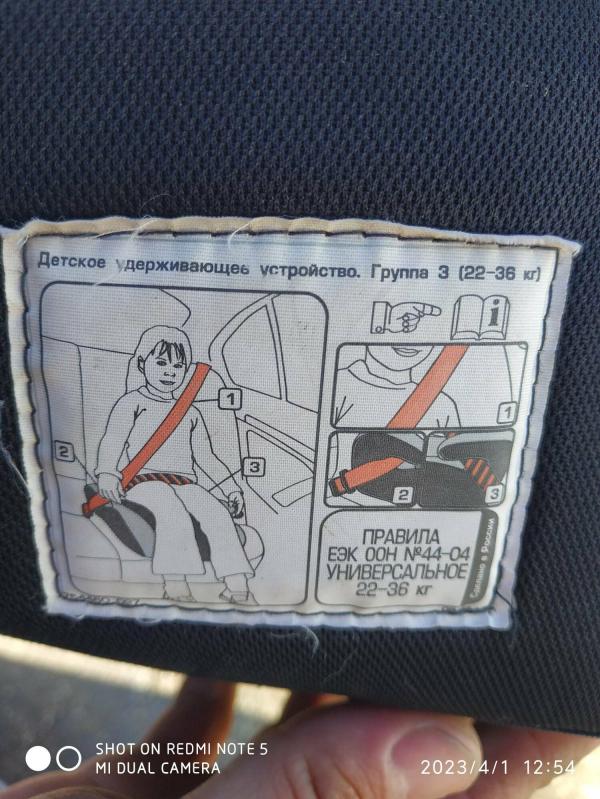 Детское удерживающее устройство. Группа 3 (22-36 кг)
1
2
3
i
1
2
3
ПРАВИЛА
ЕЭК ООН №44-04
УНИВЕРСАЛЬНОЕ
22-36 кг
Сделано в России
SHOT ON REDMI NOTE 5
MI DUAL CAMERA
2023/4/1 12:54